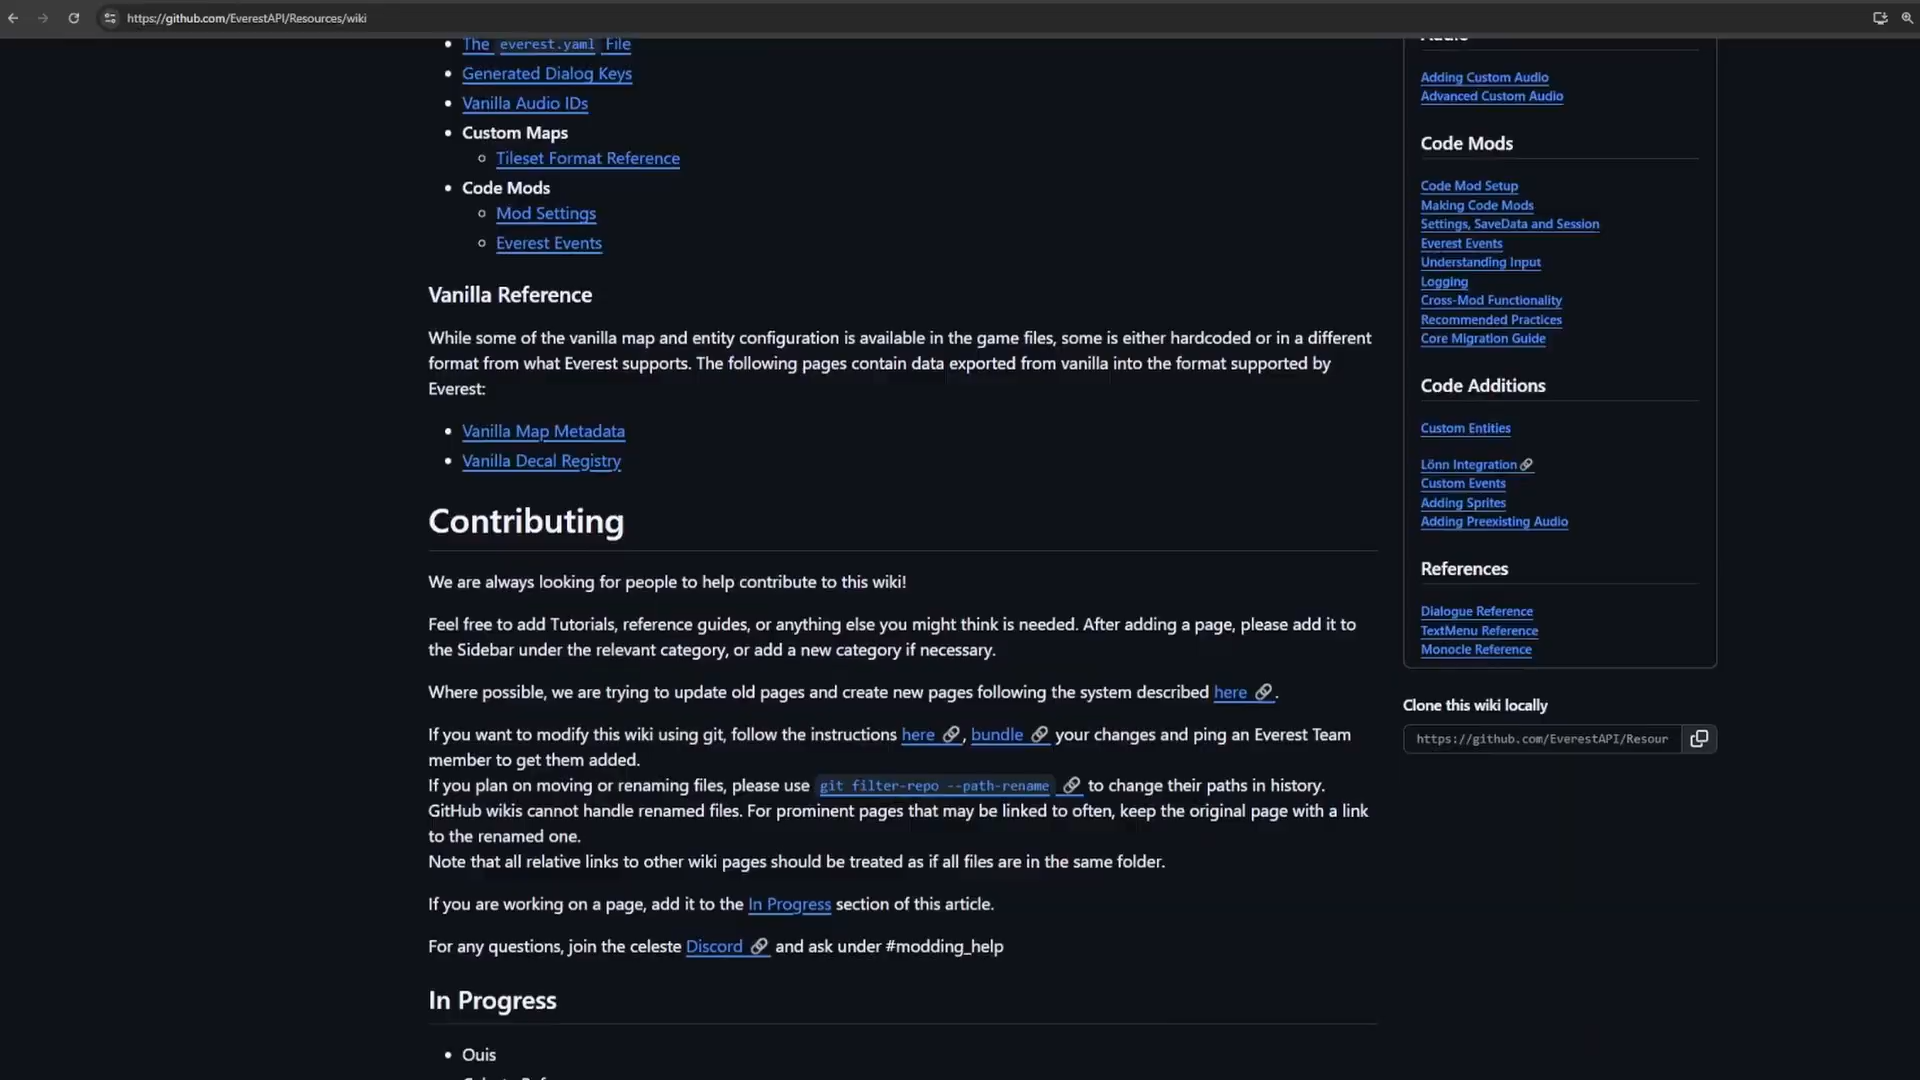 https://github.com/EverestAPI/Resources/wiki
The everest.yaml File
Generated Dialog Keys
Vanilla Audio IDs
Custom Maps
Tileset Format Reference
Code Mods
Mod Settings
Everest Events
Vanilla Reference
While some of the vanilla map and entity configuration is available in the game files, some is either hardcoded or in a different
format from what Everest supports. The following pages contain data exported from vanilla into the format supported by
Everest:
Vanilla Map Metadata
Vanilla Decal Registry
Contributing
We are always looking for people to help contribute to this wiki!
Feel free to add Tutorials, reference guides, or anything else you might think is needed. After adding a page, please add it to
the Sidebar under the relevant category, or add a new category if necessary.
Where possible, we are trying to update old pages and create new pages following the system described here.
If you want to modify this wiki using git, follow the instructions here, bundle your changes and ping an Everest Team
member to get them added.
If you plan on moving or renaming files, please use git filter-repo --path-rename to change their paths in history.
GitHub wikis cannot handle renamed files. For prominent pages that may be linked to often, keep the original page with a link
to the renamed one.
Note that all relative links to other wiki pages should be treated as if all files are in the same folder.
If you are working on a page, add it to the In Progress section of this article.
For any questions, join the celeste Discord and ask under #modding_help
In Progress
Ouis
Audio
Adding Custom Audio
Advanced Custom Audio
Code Mods
Code Mod Setup
Making Code Mods
Settings, SaveData and Session
Everest Events
Understanding Input
Logging
Cross-Mod Functionality
Recommended Practices
Core Migration Guide
Code Additions
Custom Entities
Lönn Integration
Custom Events
Adding Sprites
Adding Preexisting Audio
References
Dialogue Reference
TextMenu Reference
Monocle Reference
Clone this wiki locally
https://github.com/EverestAPI/Resour